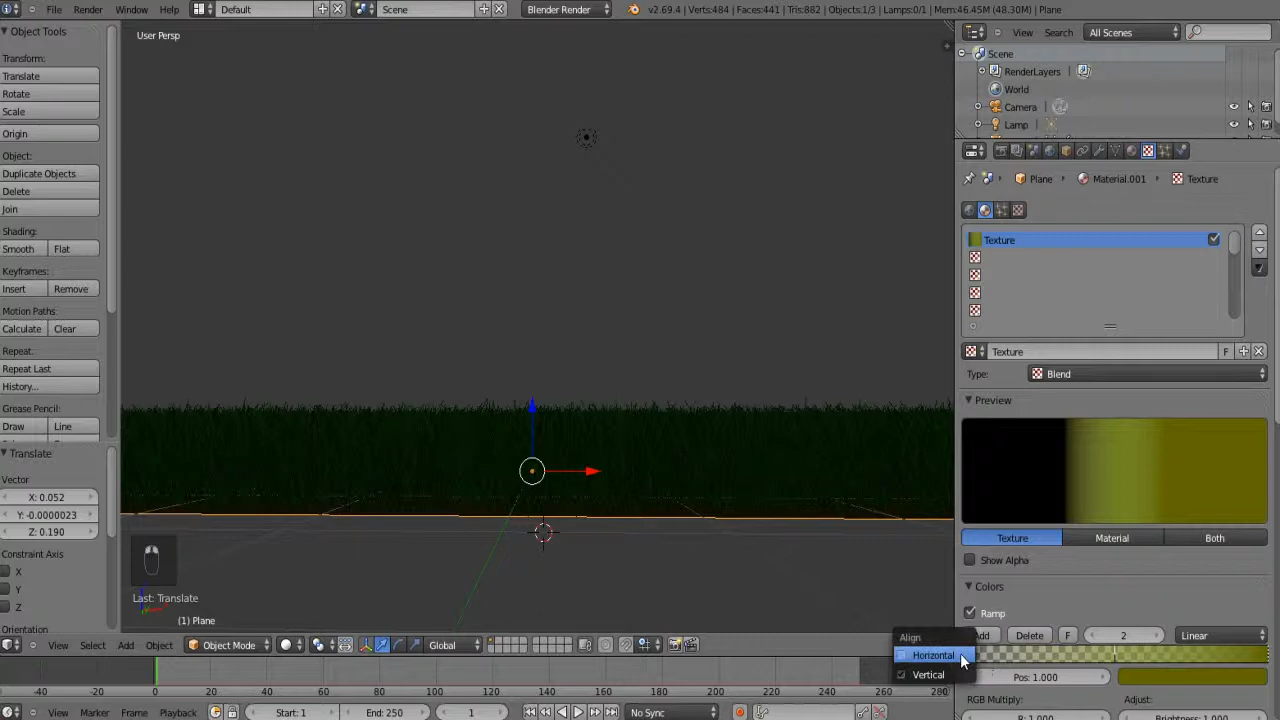 File Render Window Help Default Scene Blender Render v2.69.4 | Verts:484 | Faces:441 | Tris:882 | Objects:1/3 | Lamps:0/1 | Mem:46.45M (48.30M) | Plane
Object Tools
Transform:
Translate
Rotate
Scale
Origin
Object:
Duplicate Objects
Delete
Join
Shading:
Smooth Flat
Keyframes:
Insert Remove
Motion Paths:
Calculate Clear
Repeat:
Repeat Last
History...
Grease Pencil:
Draw Line
Translate
Vector
X: 0.052
Y: -0.0000023
Z: 0.190
Constraint Axis
X
Y
Z
Orientation
User Persp
Last: Translate
(1) Plane
View Select Add Object Object Mode Global
-40 -20 0 20 40 60 80 100 120 140 160 180 200 220 240 260 280
View Marker Frame Playback Start: 1 End: 250 1 No Sync
View Search All Scenes
Scene
RenderLayers
World
Camera
Lamp
Plane Material.001 Texture
Texture
Texture F
Type: Blend
Preview
Texture Material Both
Show Alpha
Colors
Ramp
Add Delete F 2 Linear
Align
Horizontal
Vertical
Pos: 1.000
RGB Multiply: Adjust:
R: 1.000 Brightness: 1.000